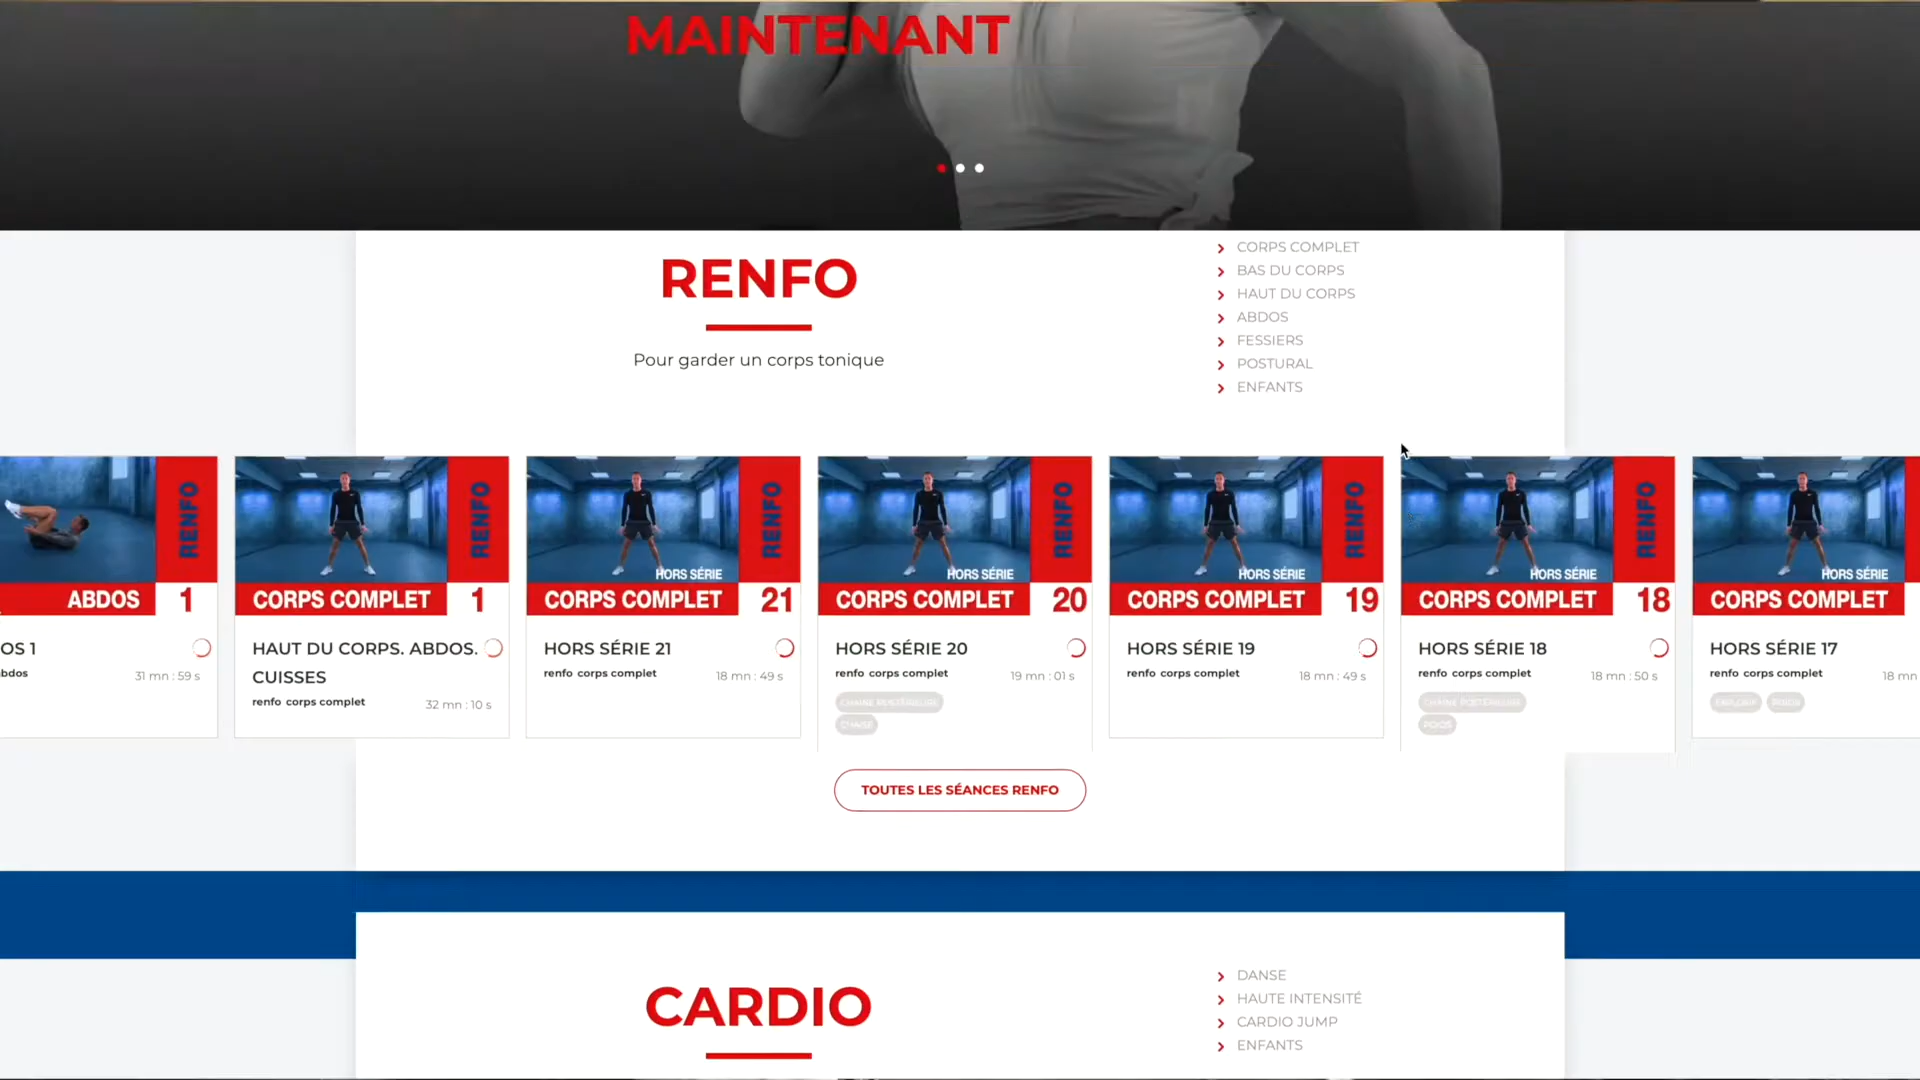 MAINTENANT
RENFO
Pour garder un corps tonique
CORPS COMPLET
BAS DU CORPS
HAUT DU CORPS
ABDOS
FESSIERS
POSTURAL
ENFANTS
RENFO
ABDOS 1
OS 1
bdos
31 mn : 59 s
RENFO
CORPS COMPLET 1
HAUT DU CORPS. ABDOS.
CUISSES
renfo corps complet
32 mn : 10 s
RENFO
HORS SÉRIE
CORPS COMPLET 21
HORS SÉRIE 21
renfo corps complet
18 mn : 49 s
RENFO
HORS SÉRIE
CORPS COMPLET 20
HORS SÉRIE 20
renfo corps complet
19 mn : 01 s
CHAINE POSTÉRIEURE
CHAISE
RENFO
HORS SÉRIE
CORPS COMPLET 19
HORS SÉRIE 19
renfo corps complet
18 mn : 49 s
RENFO
HORS SÉRIE
CORPS COMPLET 18
HORS SÉRIE 18
renfo corps complet
18 mn : 50 s
CHAINE POSTÉRIEURE
POIDS
HORS SÉRIE
CORPS COMPLET
HORS SÉRIE 17
renfo corps complet
18 mn
TOUTES LES SÉANCES RENFO
CARDIO
DANSE
HAUTE INTENSITÉ
CARDIO JUMP
ENFANTS